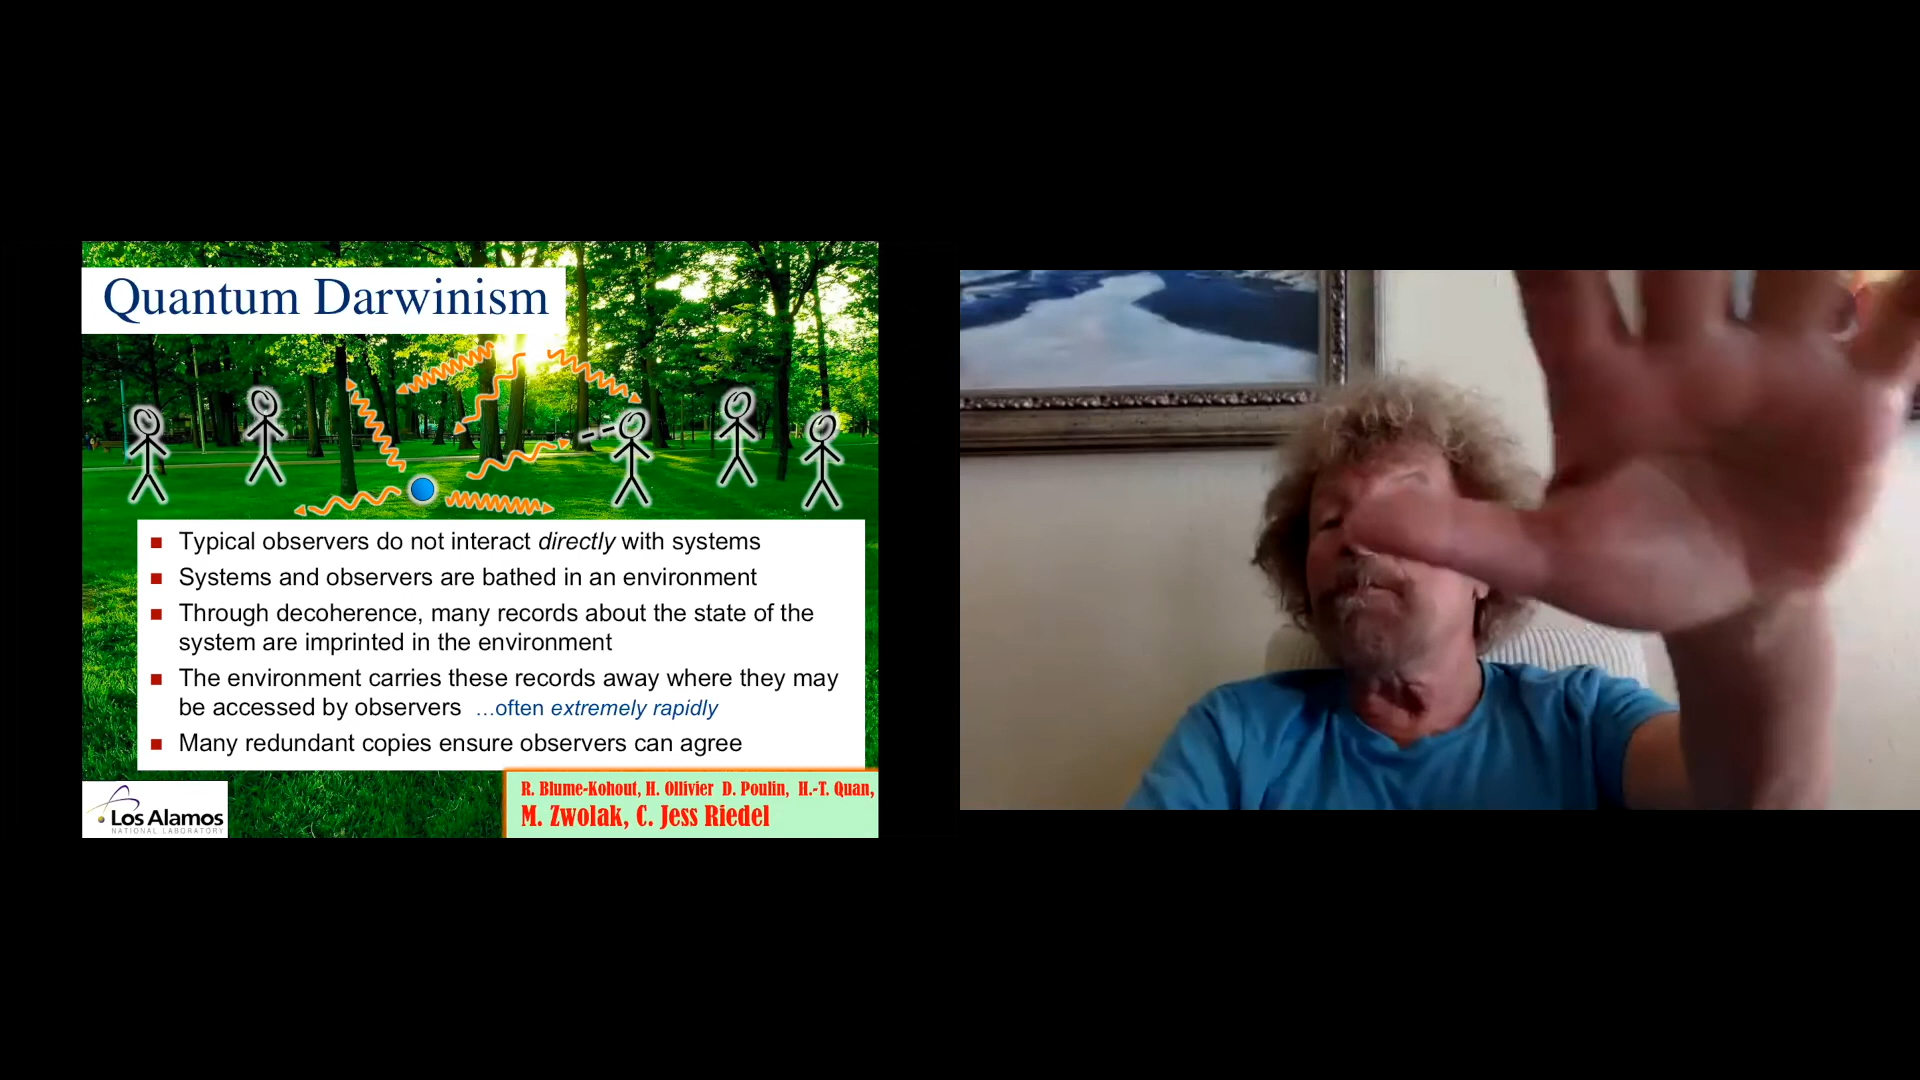 Quantum Darwinism
Typical observers do not interact directly with systems
Systems and observers are bathed in an environment
Through decoherence, many records about the state of the
system are imprinted in the environment
The environment carries these records away where they may
be accessed by observers ...often extremely rapidly
Many redundant copies ensure observers can agree
R. Blume-Kohout, H. Ollivier D. Poulin, H.-T. Quan,
M. Zwolak, C. Jess Riedel
Los Alamos
NATIONAL LABORATORY